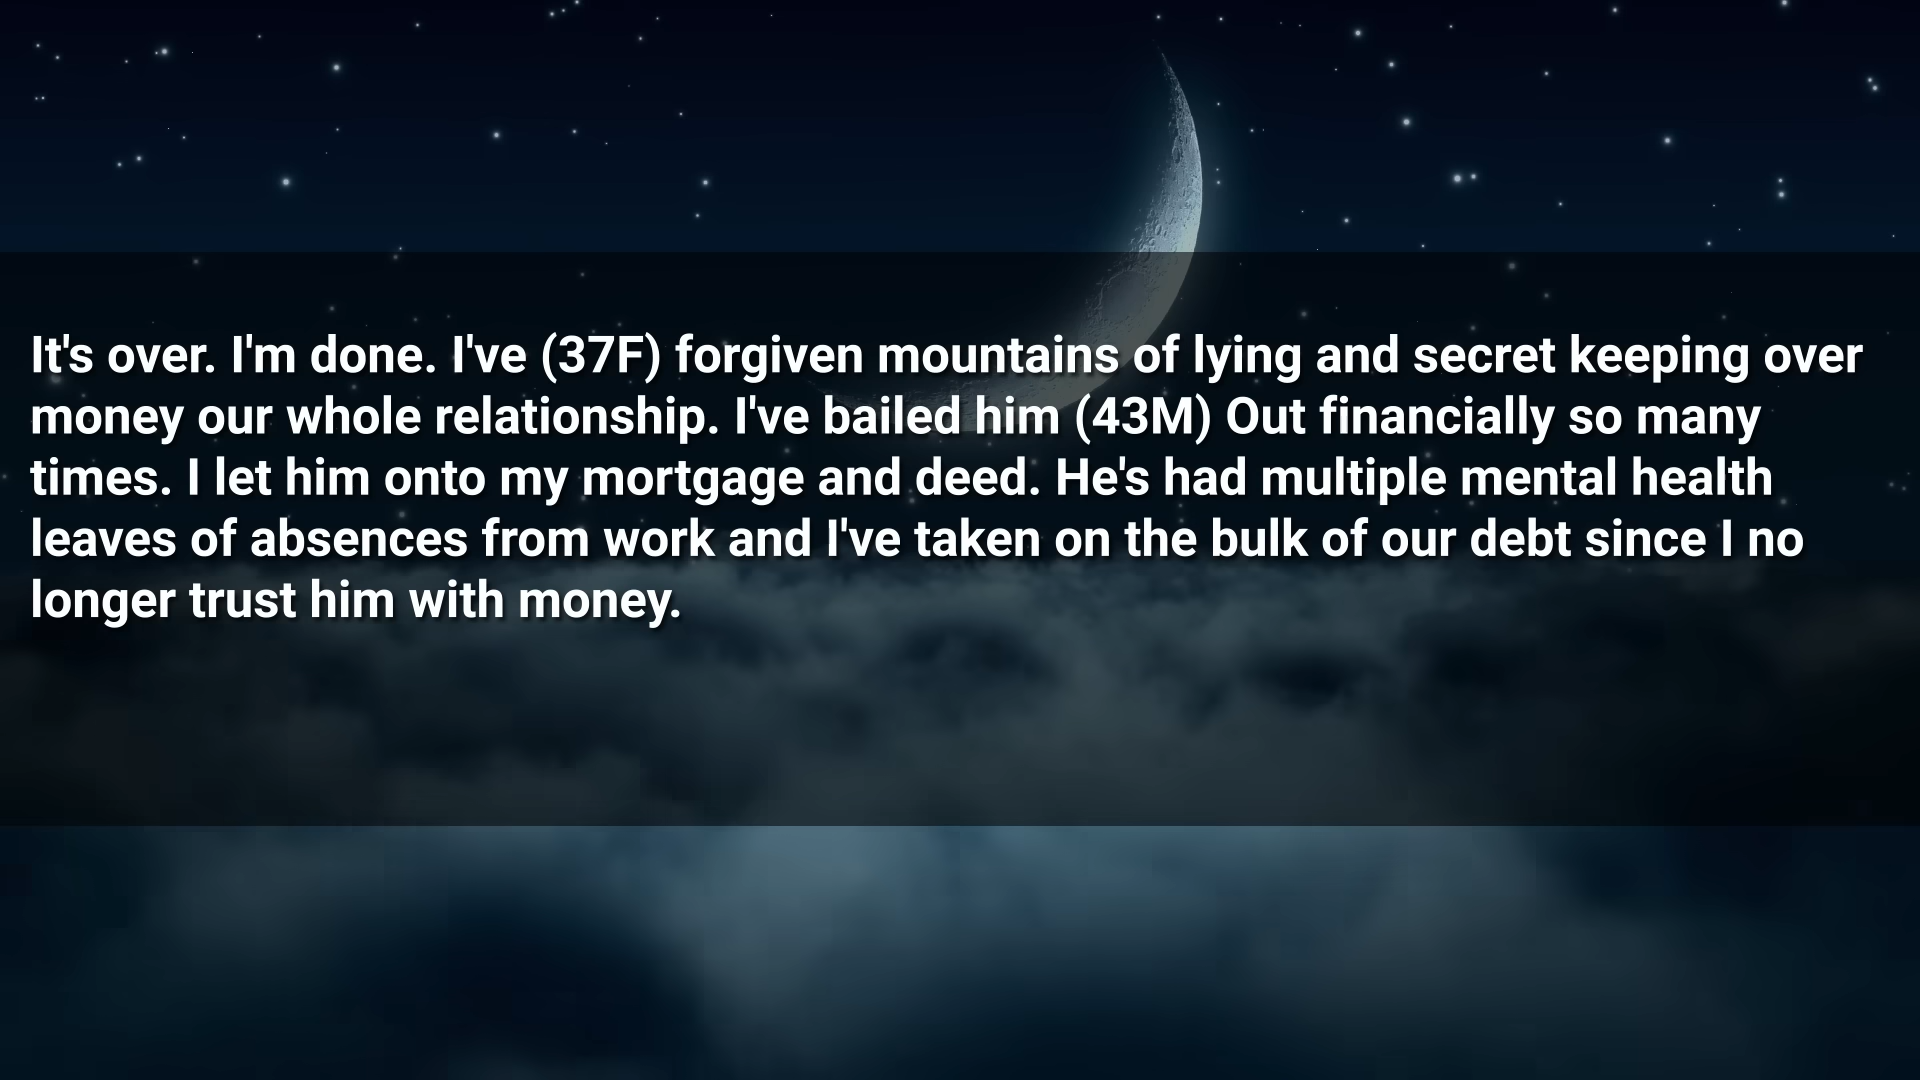 It's over. I'm done. I've (37F) forgiven mountains of lying and secret keeping over
money our whole relationship. I've bailed him (43M) Out financially so many
times. I let him onto my mortgage and deed. He's had multiple mental health
leaves of absences from work and I've taken on the bulk of our debt since I no
longer trust him with money.